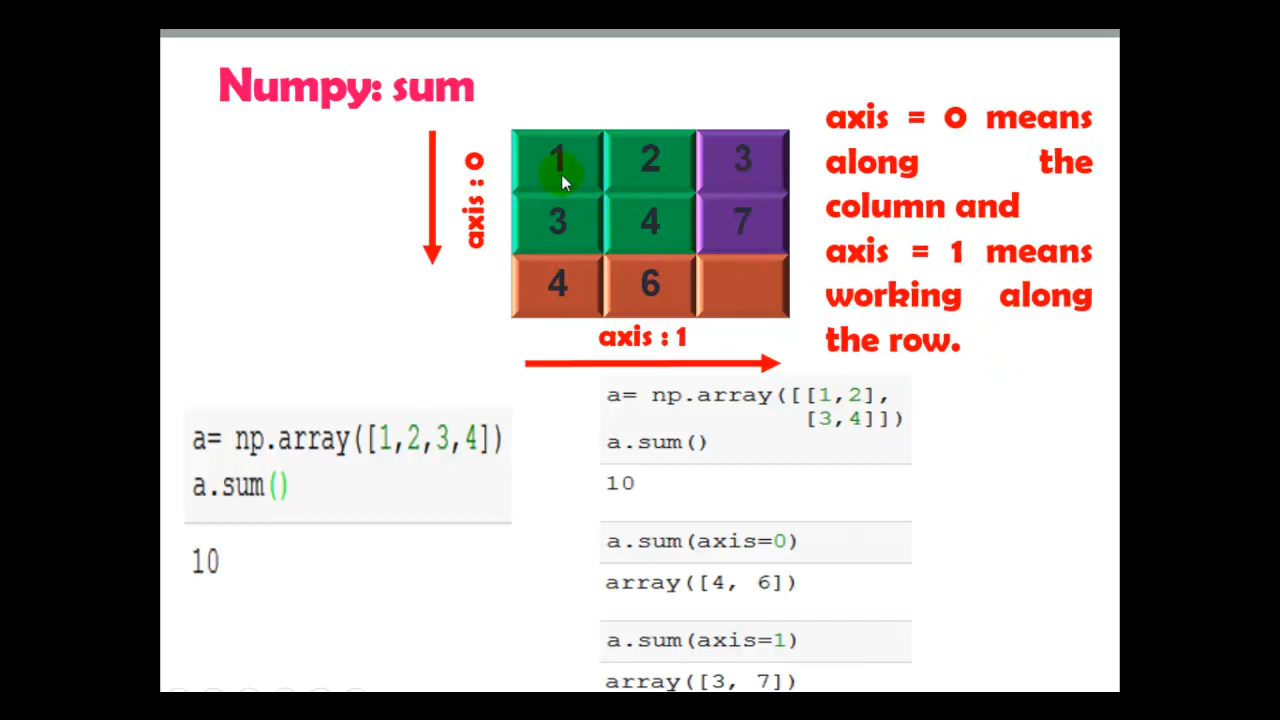 Numpy: sum
axis : 0
1 2 3
3 4 7
4 6
axis : 1
axis = 0 means
along the
column and
axis = 1 means
working along
the row.
a= np.array([1,2,3,4])
a.sum()
10
a= np.array([[1,2],
[3,4]])
a.sum()
10
a.sum(axis=0)
array([4, 6])
a.sum(axis=1)
array([3, 7])